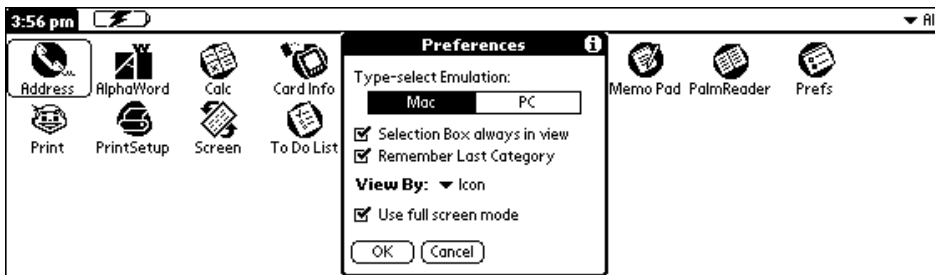 3:56 pm
Al
Address AlphaWord Calc Card Info Memo Pad PalmReader Prefs
Print PrintSetup Screen To Do List
Preferences
Type-select Emulation:
Mac PC
Selection Box always in view
Remember Last Category
View By: Icon
Use full screen mode
OK Cancel